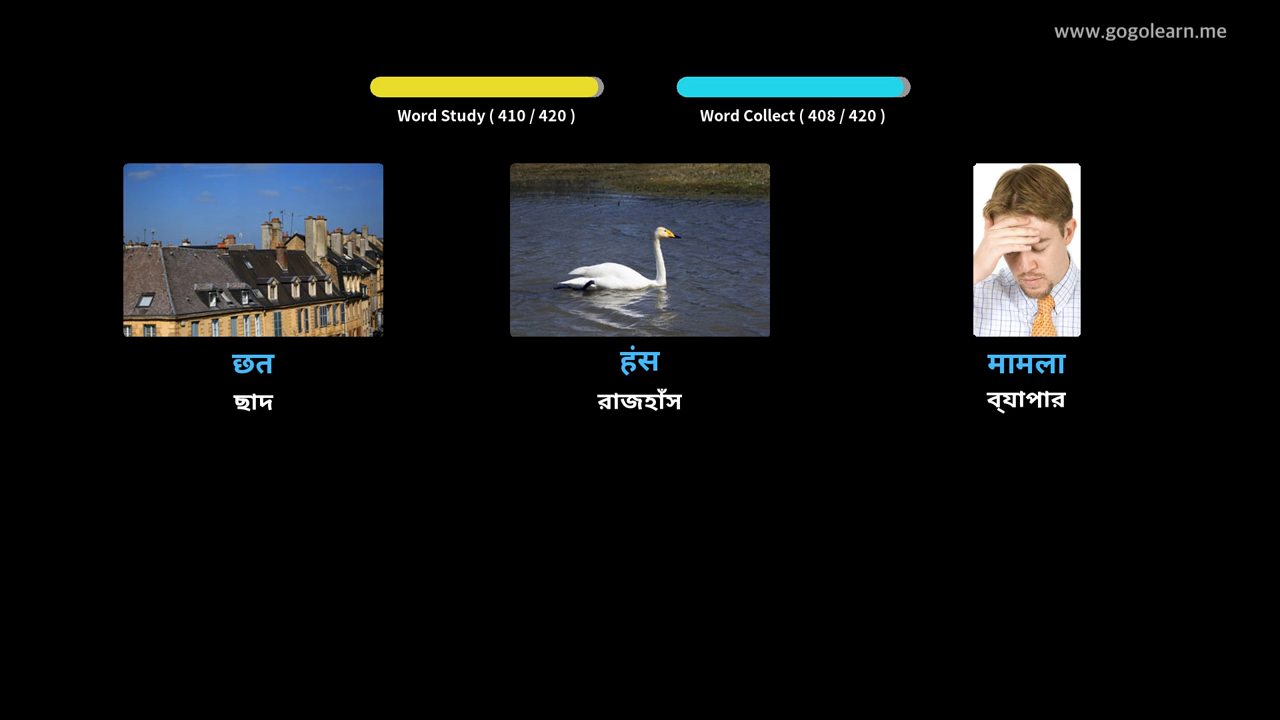 www.gogolearn.me
Word Study ( 410 / 420 )
Word Collect ( 408 / 420 )
छत
हंस
मामला
ছাদ
রাজহাঁস
ব্যাপার